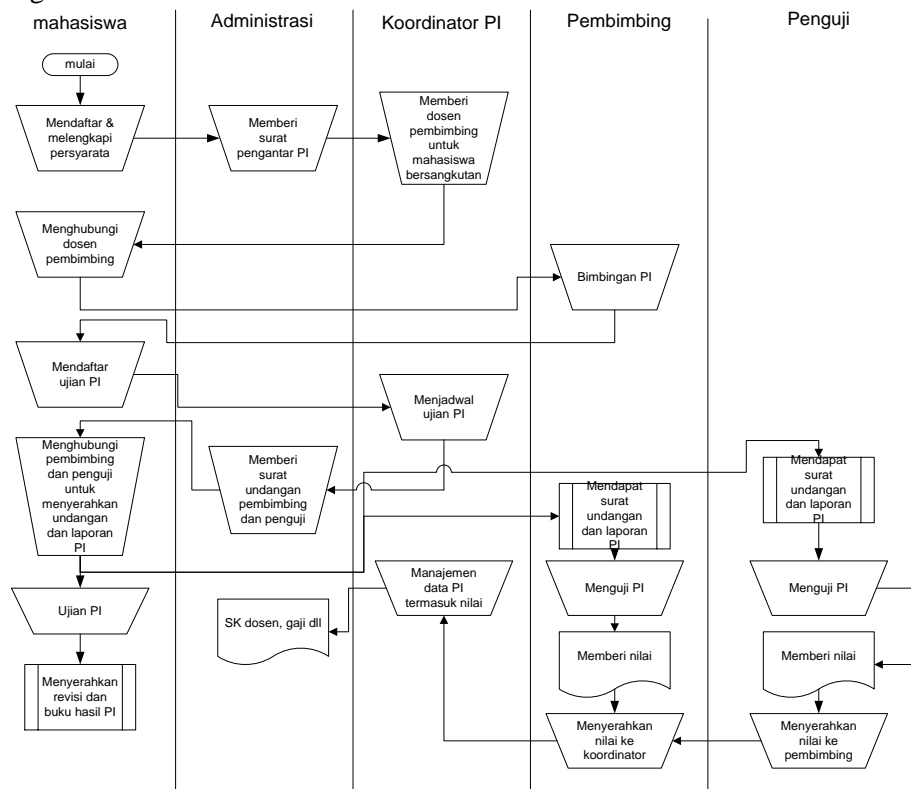 mahasiswa
Administrasi
Koordinator PI
Pembimbing
Penguji
mulai
Mendaftar &
melengkapi
persyarata
Memberi
surat
pengantar PI
Memberi
dosen
pembimbing
untuk
mahasiswa
bersangkutan
Menghubungi
dosen
pembimbing
Bimbingan PI
Mendaftar
ujian PI
Menjadwal
ujian PI
Menghubungi
pembimbing
dan penguji
untuk
menyerahkan
undangan
dan laporan
PI
Memberi
surat
undangan
pembimbing
dan penguji
Mendapat
surat
undangan
dan laporan
PI
Mendapat
surat
undangan
dan laporan
PI
Ujian PI
SK dosen, gaji dll
Manajemen
data PI
termasuk nilai
Menguji PI
Menguji PI
Memberi nilai
Memberi nilai
Menyerahkan
revisi dan
buku hasil PI
Menyerahkan
nilai ke
koordinator
Menyerahkan
nilai ke
pembimbing